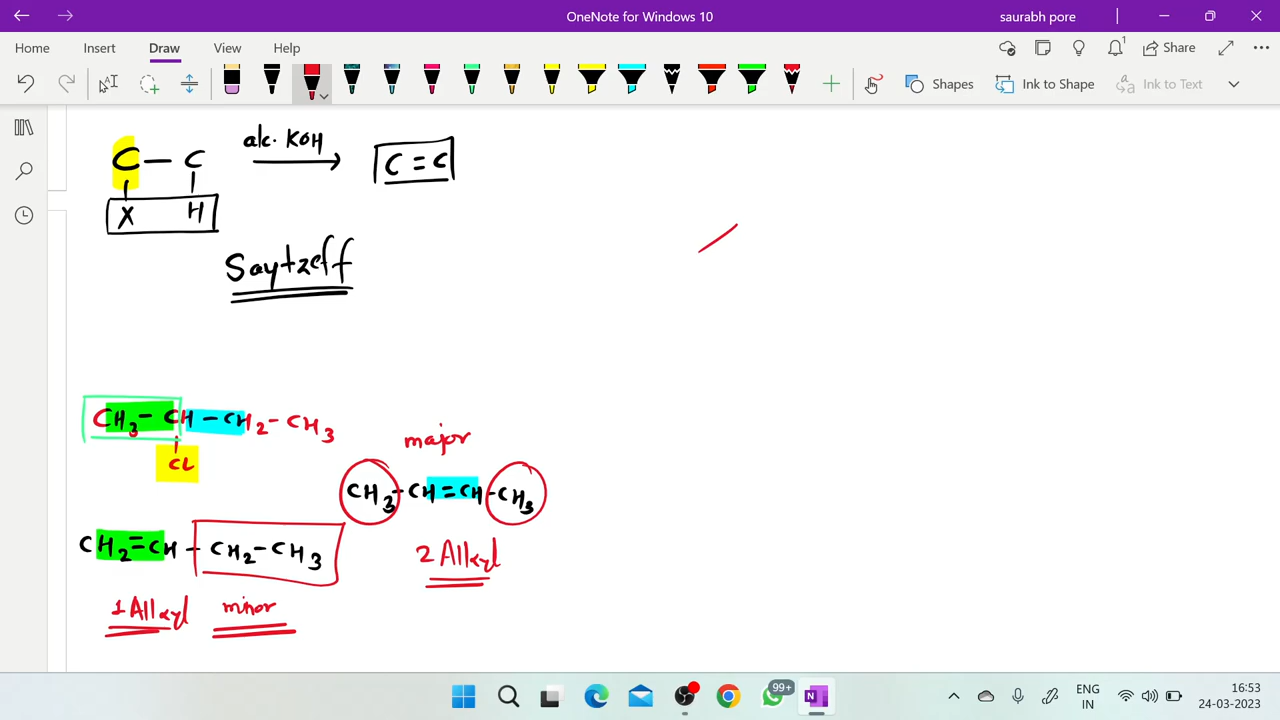 OneNote for Windows 10
saurabh pore
Home Insert Draw View Help
Share
Shapes
Ink to Shape
Ink to Text
C - C
X H
alc. KOH
C = C
Saytzeff
CH3 - CH - CH2 - CH3
CL
major
CH3 - CH = CH - CH3
2 Alkyl
CH2 = CH - CH2 - CH3
1 Alkyl minor
99+
N
ENG
IN
16:53
24-03-2023